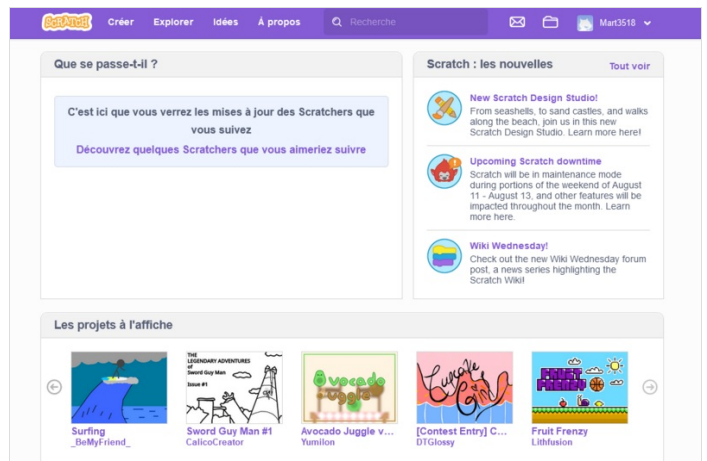 SCRATCH Créer Explorer Idées À propos Recherche Mart3518
Que se passe-t-il ?
C'est ici que vous verrez les mises à jour des Scratchers que
vous suivez
Découvrez quelques Scratchers que vous aimeriez suivre
Scratch : les nouvelles Tout voir
New Scratch Design Studio!
From seashells, to sand castles, and walks
along the beach, join us in this new
Scratch Design Studio. Learn more here!
Upcoming Scratch downtime
Scratch will be in maintenance mode
during portions of the weekend of August
11 - August 13, and other features will be
impacted throughout the month. Learn
more here.
Wiki Wednesday!
Check out the new Wiki Wednesday forum
post, a news series highlighting the
Scratch Wiki!
Les projets à l'affiche
THE
LEGENDARY ADVENTURES
of
Sword Guy Man
Issue #1
Avocado
Juggle
Juggle Girl
FRUIT
FRENZY
Surfing
_BeMyFriend_
Sword Guy Man #1
CalicoCreator
Avocado Juggle v...
Yumilon
[Contest Entry] C...
DTGlossy
Fruit Frenzy
Lithfusion